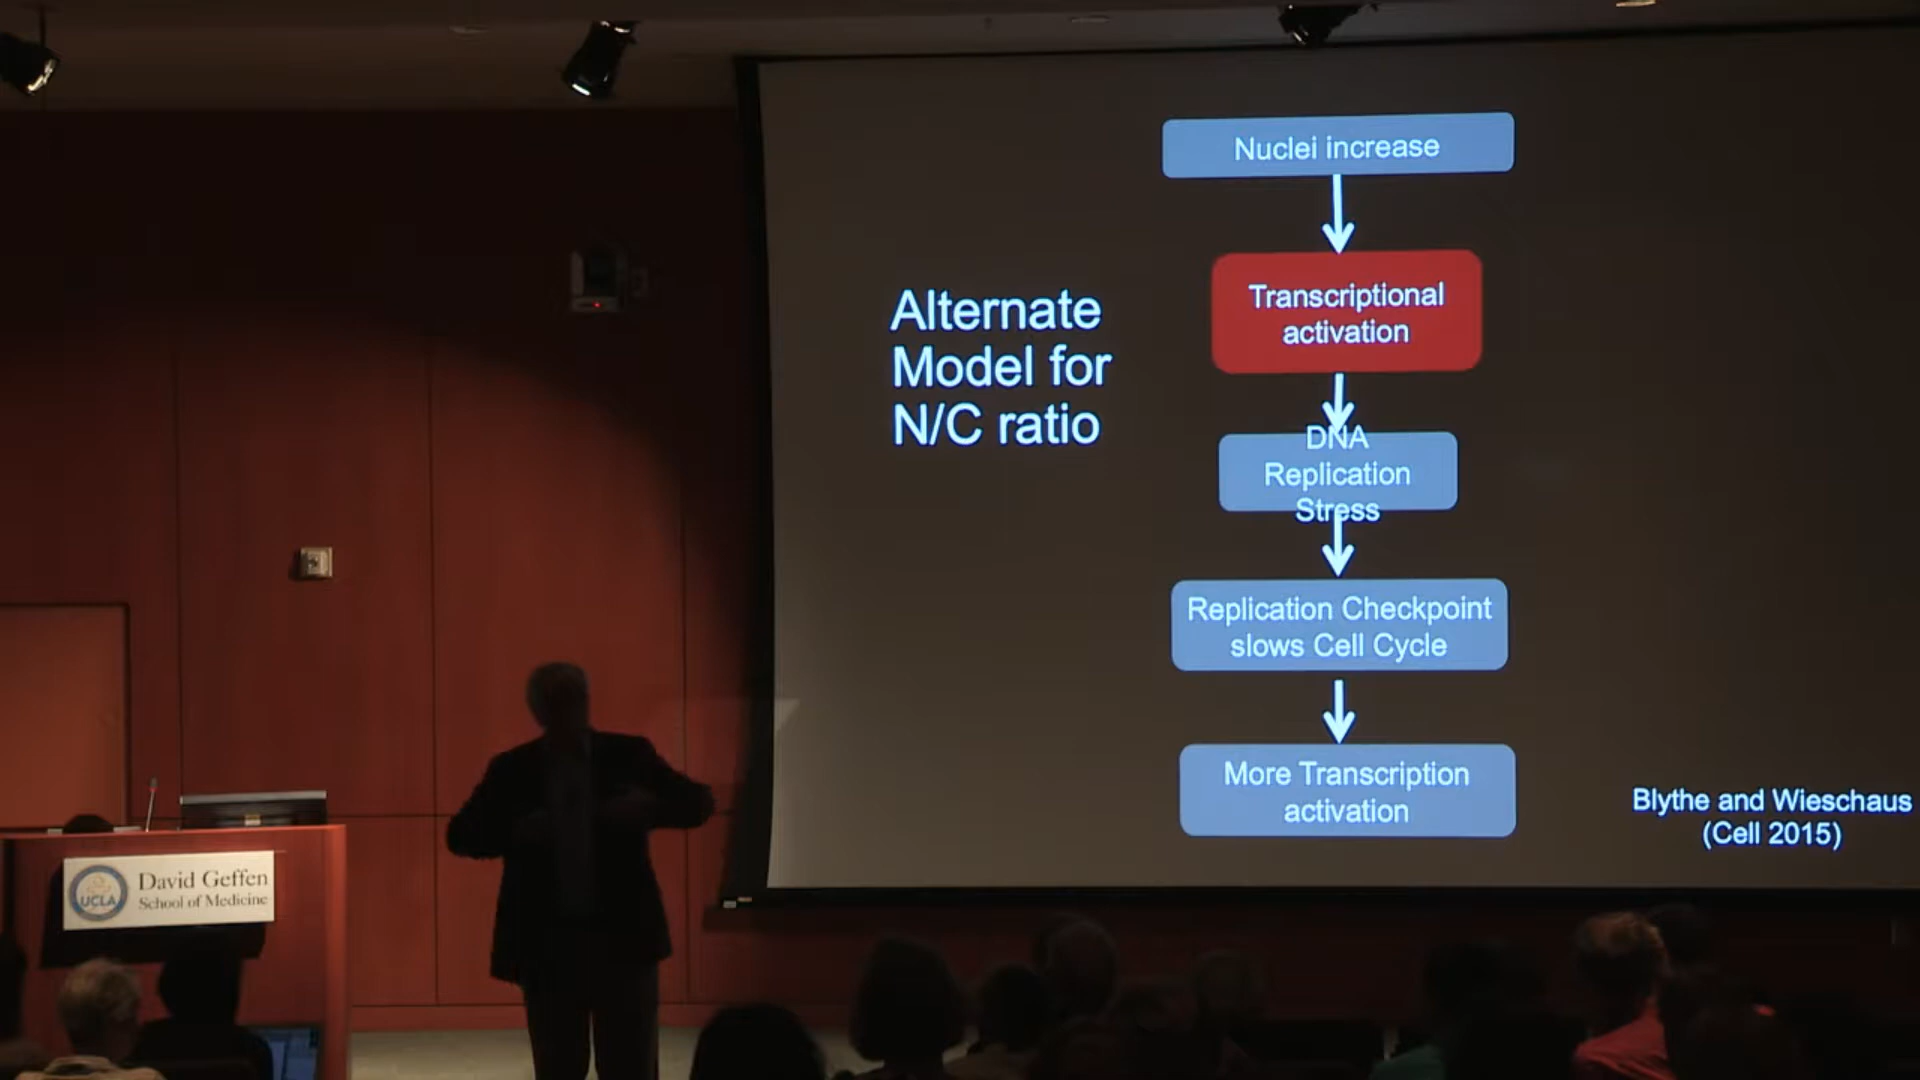 Nuclei increase
Transcriptional
activation
Alternate
Model for
N/C ratio
DNA
Replication
Stress
Replication Checkpoint
slows Cell Cycle
More Transcription
activation
Blythe and Wieschaus
(Cell 2015)
UCLA
David Geffen
School of Medicine